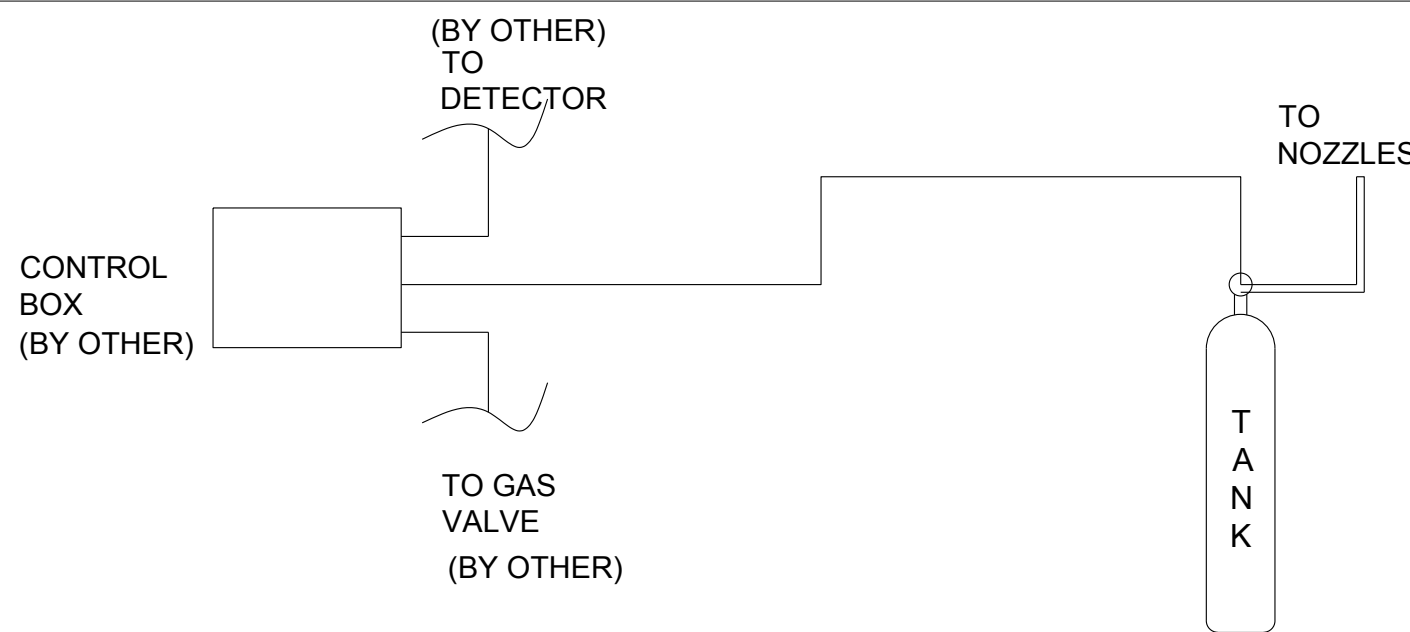 (BY OTHER)
TO
DETECTOR
TO
NOZZLES
CONTROL
BOX
(BY OTHER)
T
A
N
K
TO GAS
VALVE
(BY OTHER)